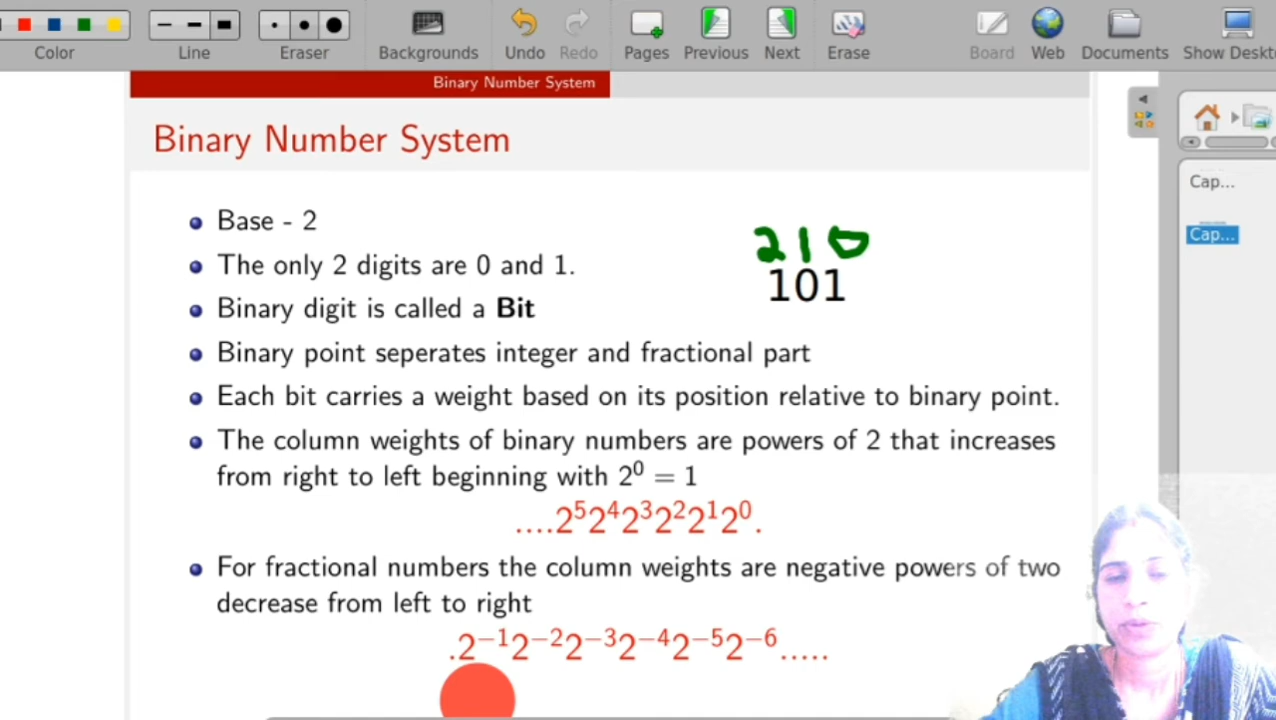 Color
Line
Eraser
Backgrounds
Undo
Redo
Pages
Previous
Next
Erase
Board
Web
Documents
Show Deskto
Binary Number System
Binary Number System
Base - 2
The only 2 digits are 0 and 1.
Binary digit is called a Bit
210
101
Binary point seperates integer and fractional part
Each bit carries a weight based on its position relative to binary point.
The column weights of binary numbers are powers of 2 that increases
from right to left beginning with 2⁰ = 1
....2⁵2⁴2³2²2¹2⁰.
For fractional numbers the column weights are negative powers of two
decrease from left to right
.2⁻¹2⁻²2⁻³2⁻⁴2⁻⁵2⁻⁶.....
Cap...
Cap...